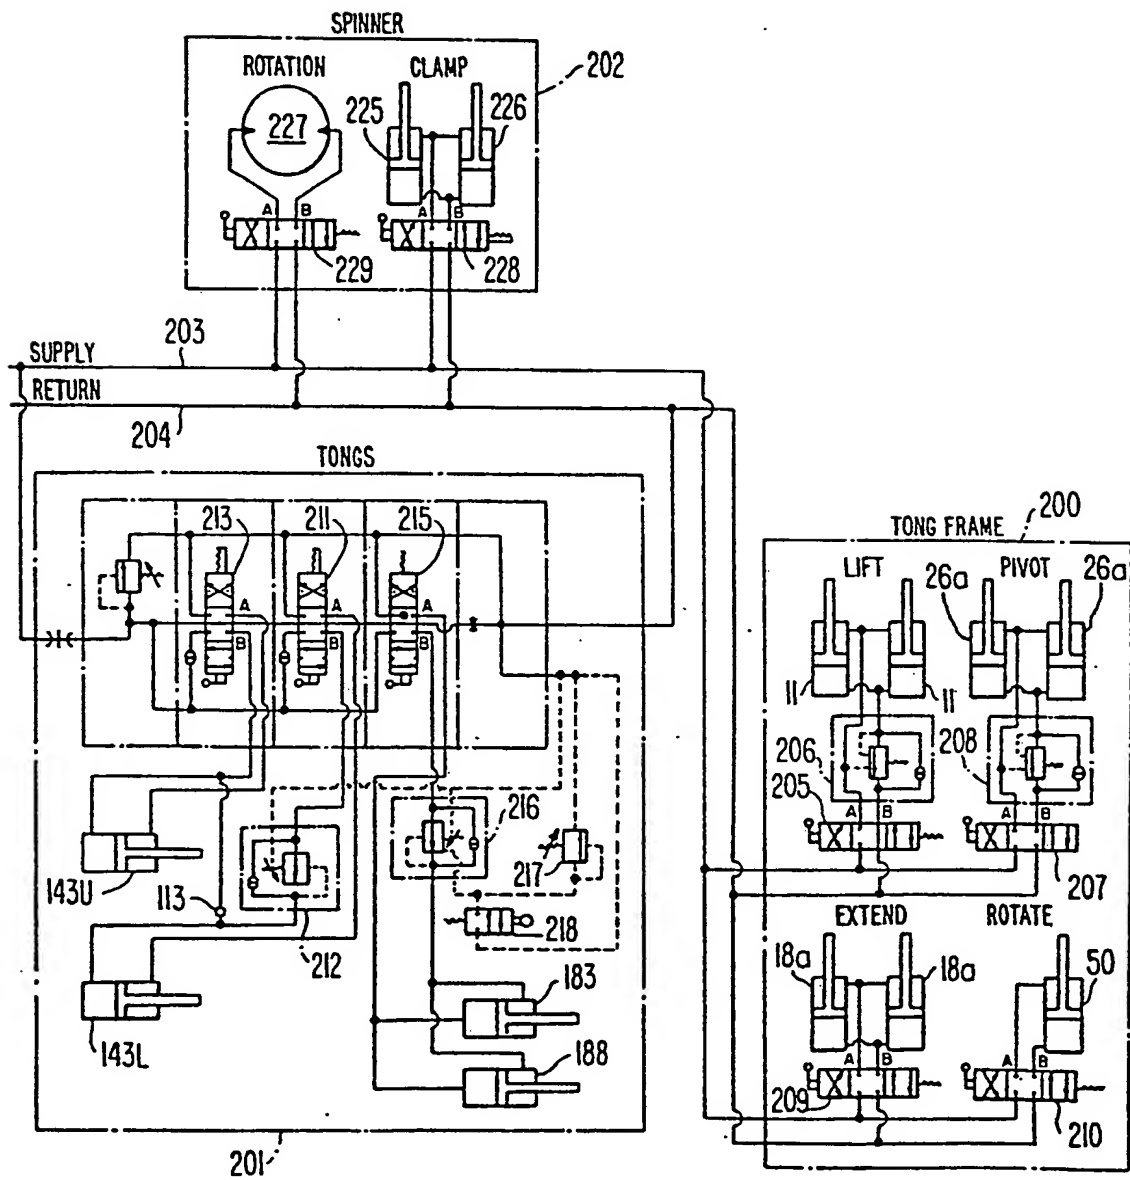 SPINNER
ROTATION CLAMP
202
225
226
227
A B
A B
229
228
203
SUPPLY
RETURN
204
TONGS
213 211 215
A
B
A
B
A
B
200
TONG FRAME
LIFT PIVOT
26a 26a
11 11
206
208
205
A B
A B
207
216
217
143U
113
218
212
EXTEND ROTATE
18a 18a 50
183
143L
188
A B
A B
209
210
201